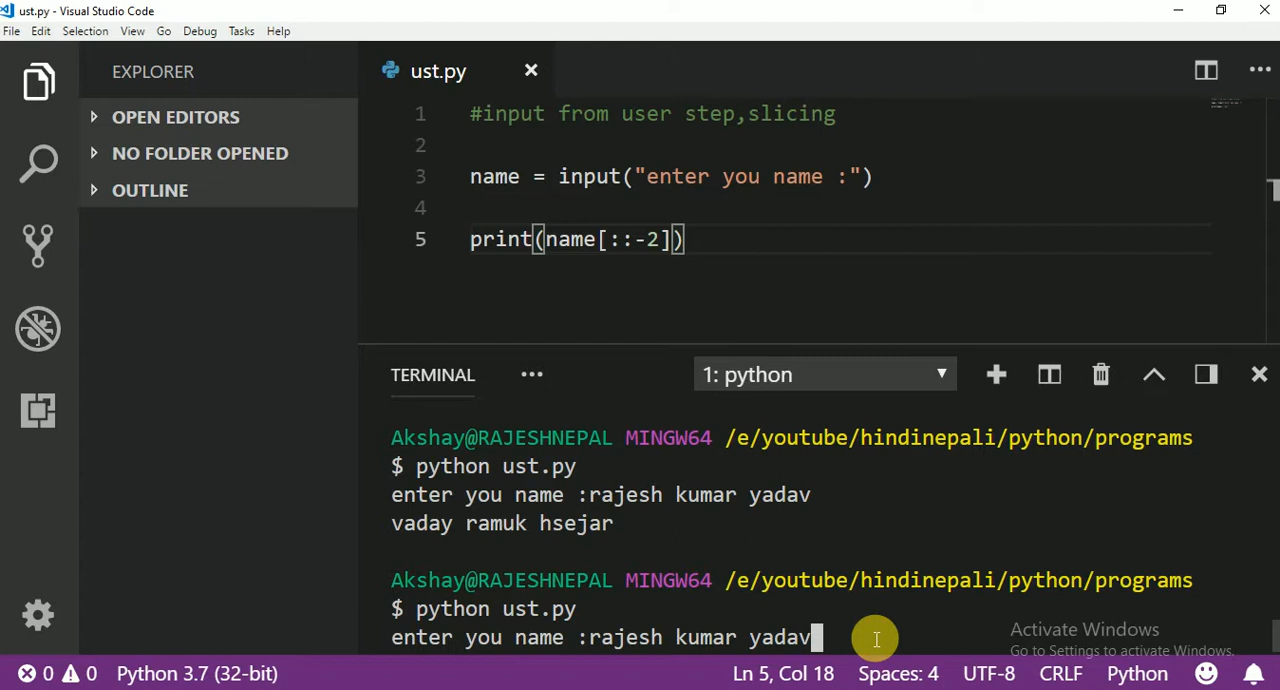 ust.py - Visual Studio Code
File Edit Selection View Go Debug Tasks Help
EXPLORER
OPEN EDITORS
NO FOLDER OPENED
OUTLINE
ust.py
1 #input from user step,slicing
2
3 name = input("enter you name :")
4
5 print(name[::-2])
TERMINAL
1: python
Akshay@RAJESHNEPAL MINGW64 /e/youtube/hindinepali/python/programs
$ python ust.py
enter you name :rajesh kumar yadav
vaday ramuk hsejar
Akshay@RAJESHNEPAL MINGW64 /e/youtube/hindinepali/python/programs
$ python ust.py
enter you name :rajesh kumar yadav
Activate Windows
Go to Settings to activate Windows.
0 0 Python 3.7 (32-bit) Ln 5, Col 18 Spaces: 4 UTF-8 CRLF Python